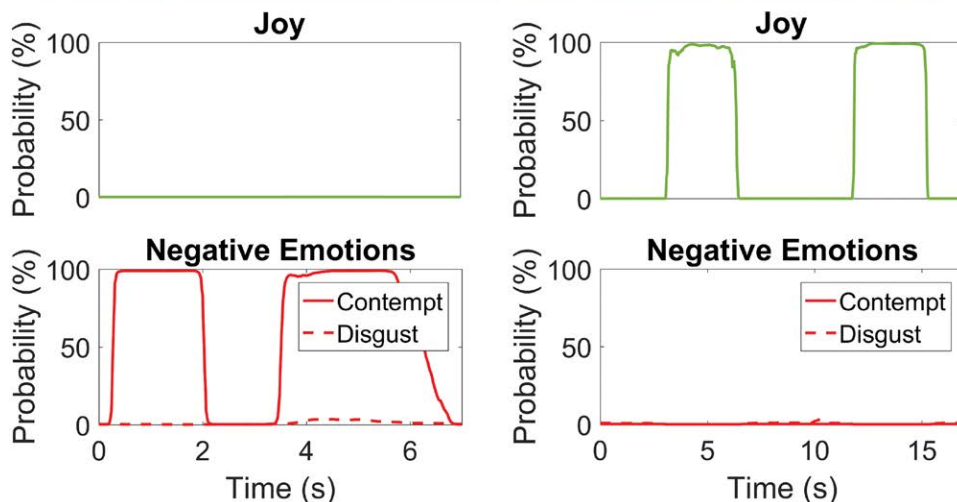 Joy
Probability (%)
100
50
0
Joy
Probability (%)
100
50
0
Negative Emotions
Probability (%)
100
50
0
Contempt
Disgust
0 2 4 6
Time (s)
Negative Emotions
Probability (%)
100
50
0
Contempt
Disgust
0 5 10 15
Time (s)